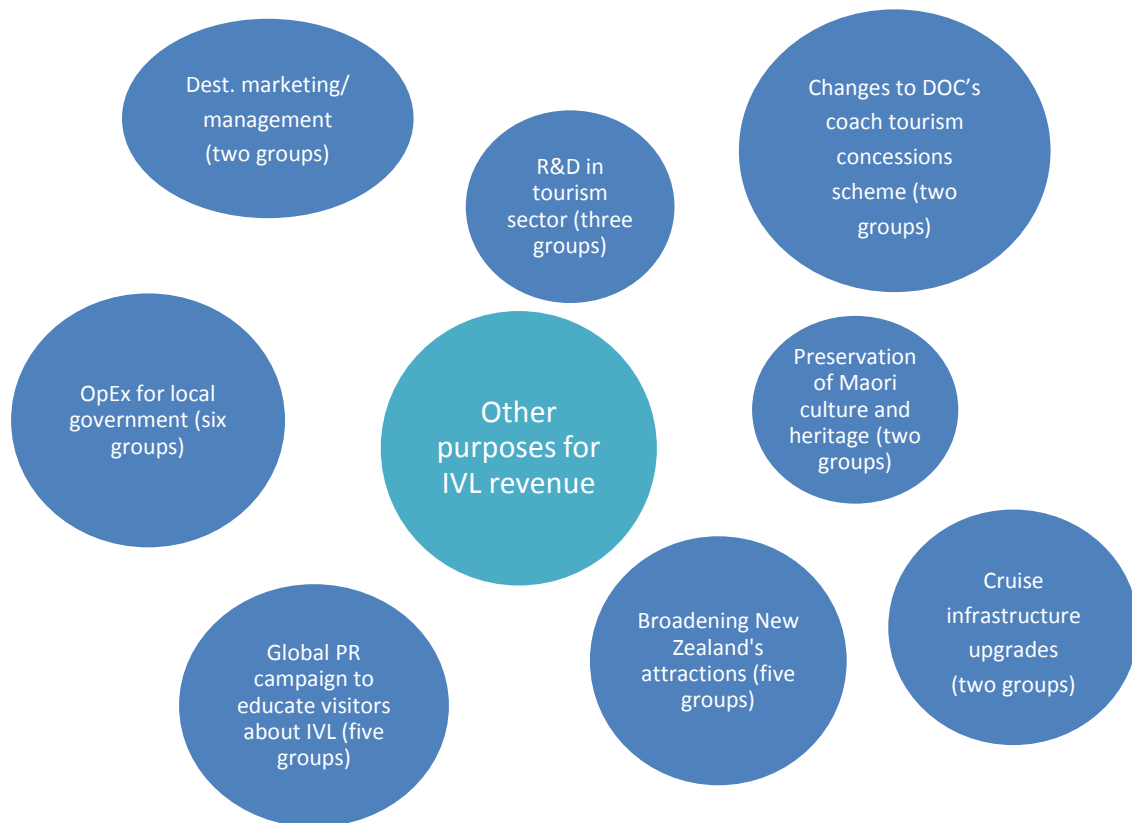 Dest. marketing/
management
(two groups)
R&D in
tourism
sector (three
groups)
Changes to DOC’s
coach tourism
concessions
scheme (two
groups)
OpEx for local
government (six
groups)
Other
purposes for
IVL revenue
Preservation
of Maori
culture and
heritage (two
groups)
Global PR
campaign to
educate visitors
about IVL (five
groups)
Broadening New
Zealand's
attractions (five
groups)
Cruise
infrastructure
upgrades
(two groups)